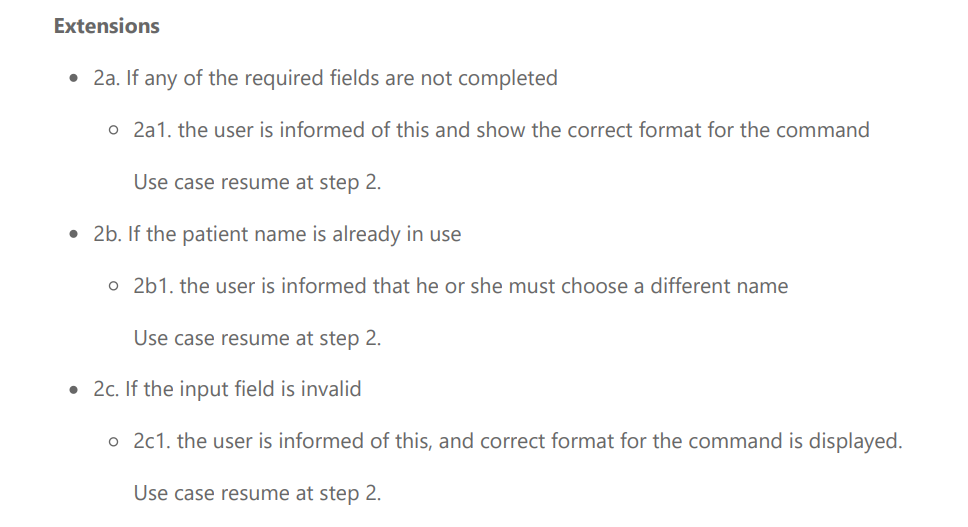 Extensions
2a. If any of the required fields are not completed
2a1. the user is informed of this and show the correct format for the command
Use case resume at step 2.
2b. If the patient name is already in use
2b1. the user is informed that he or she must choose a different name
Use case resume at step 2.
2c. If the input field is invalid
2c1. the user is informed of this, and correct format for the command is displayed.
Use case resume at step 2.